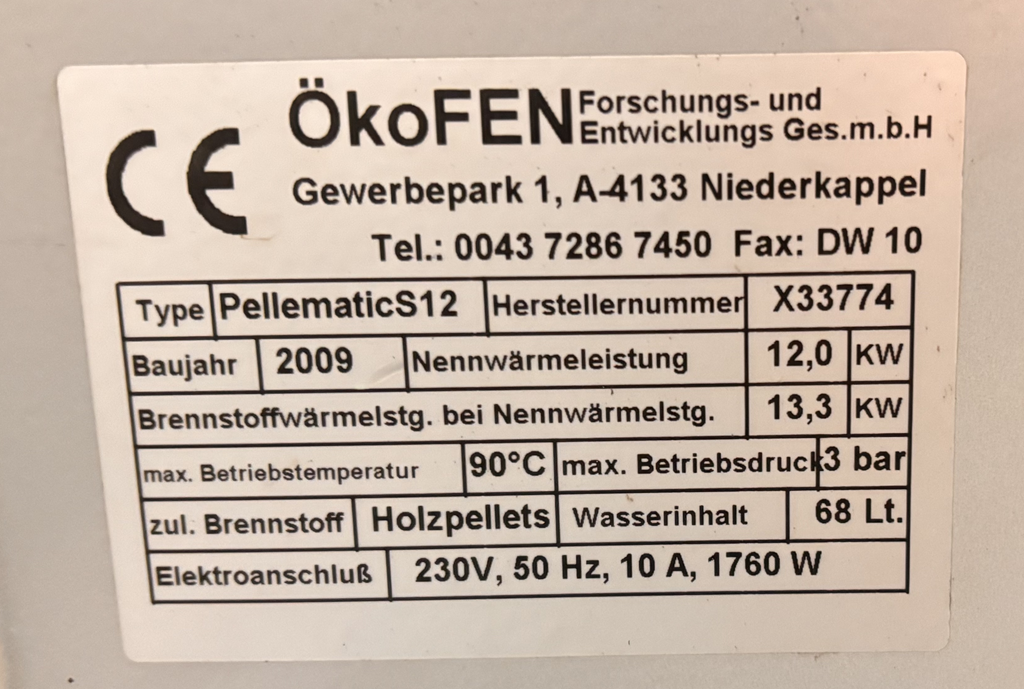 CE
ÖkoFEN Forschungs- und
Entwicklungs Ges.m.b.H
Gewerbepark 1, A-4133 Niederkappel
Tel.: 0043 7286 7450 Fax: DW 10
Type PellematicS12 Herstellernummer X33774
Baujahr 2009 Nennwärmeleistung 12,0 KW
Brennstoffwärmelstg. bei Nennwärmelstg. 13,3 KW
max. Betriebstemperatur 90°C max. Betriebsdruck 3 bar
zul. Brennstoff Holzpellets Wasserinhalt 68 Lt.
Elektroanschluß 230V, 50 Hz, 10 A, 1760 W